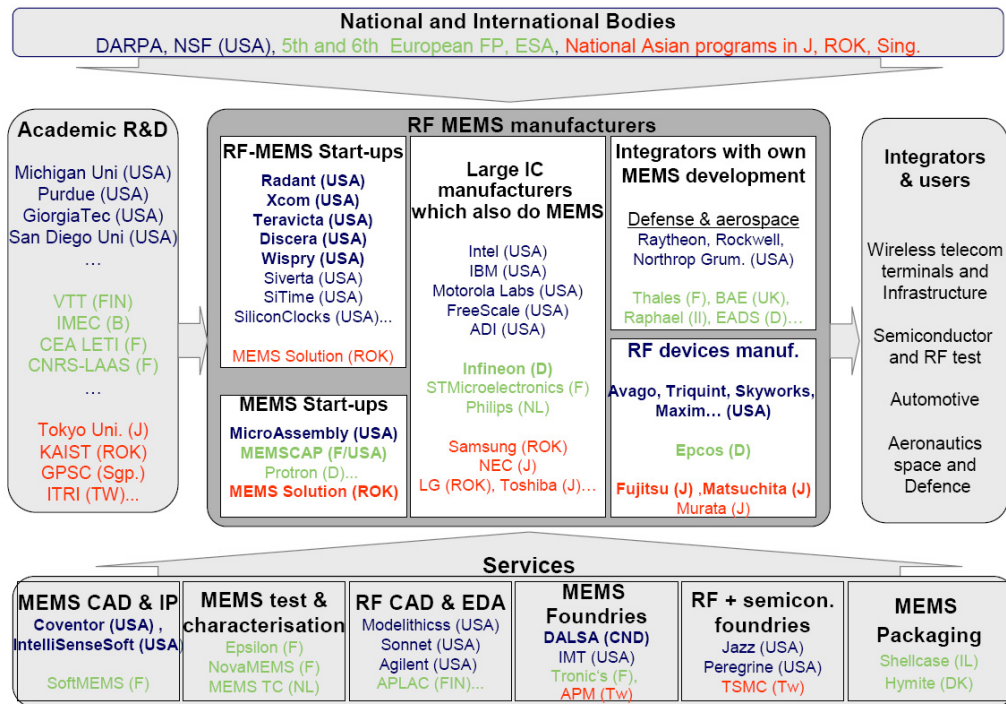 National and International Bodies
DARPA, NSF (USA), 5th and 6th European FP, ESA, National Asian programs in J, ROK, Sing.
Academic R&D
Michigan Uni (USA)
Purdue (USA)
GiorgiaTec (USA)
San Diego Uni (USA)
…
VTT (FIN)
IMEC (B)
CEA LETI (F)
CNRS-LAAS (F)
…
Tokyo Uni. (J)
KAIST (ROK)
GPSC (Sgp.)
ITRI (TW)...
RF MEMS manufacturers
RF-MEMS Start-ups
Radant (USA)
Xcom (USA)
Teravicta (USA)
Discera (USA)
Wispry (USA)
Siverta (USA)
SiTime (USA)
SiliconClocks (USA)...
MEMS Solution (ROK)
MEMS Start-ups
MicroAssembly (USA)
MEMSCAP (F/USA)
Protron (D)...
MEMS Solution (ROK)
Large IC
manufacturers
which also do MEMS
Intel (USA)
IBM (USA)
Motorola Labs (USA)
FreeScale (USA)
ADI (USA)
Infineon (D)
STMicroelectronics (F)
Philips (NL)
Samsung (ROK)
NEC (J)
LG (ROK), Toshiba (J)…
Integrators with own
MEMS development
Defense & aerospace
Raytheon, Rockwell,
Northrop Grum. (USA)
Thales (F), BAE (UK),
Raphael (Il), EADS (D)…
RF devices manuf.
Avago, Triquint, Skyworks,
Maxim… (USA)
Epcos (D)
Fujitsu (J) ,Matsuchita (J)
Murata (J)
Integrators
& users
Wireless telecom
terminals and
Infrastructure
Semiconductor
and RF test
Automotive
Aeronautics
space and
Defence
Services
MEMS CAD & IP
Coventor (USA) ,
IntelliSenseSoft (USA)
SoftMEMS (F)
MEMS test &
characterisation
Epsilon (F)
NovaMEMS (F)
MEMS TC (NL)
RF CAD & EDA
Modelithicss (USA)
Sonnet (USA)
Agilent (USA)
APLAC (FIN)...
MEMS
Foundries
DALSA (CND)
IMT (USA)
Tronic's (F),
APM (Tw)
RF + semicon.
foundries
Jazz (USA)
Peregrine (USA)
TSMC (Tw)
MEMS
Packaging
Shellcase (IL)
Hymite (DK)